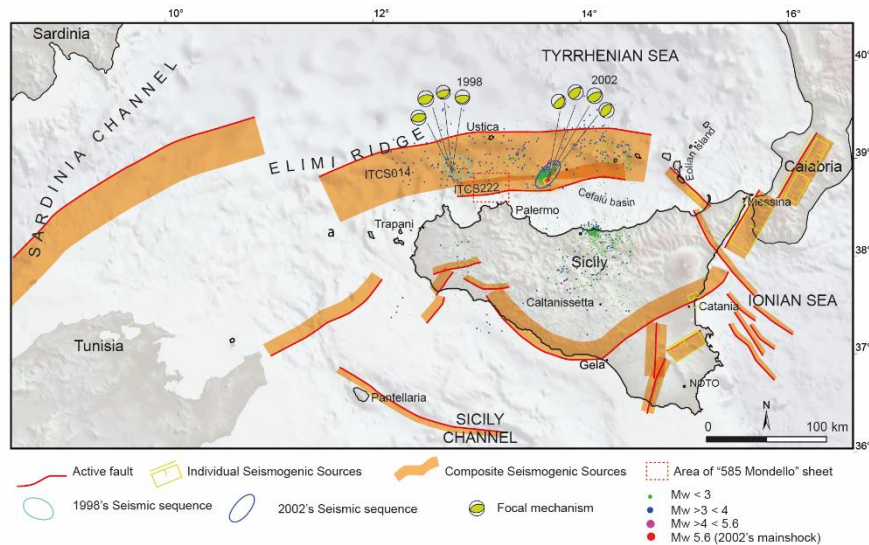 10° 12° 14° 16°
Sardinia
40°
TYRRHENIAN SEA
1998 2002
SARDINIA CHANNEL
Ustica
ELIMI RIDGE
Eolian Island
39°
Calabria
ITCS014
ITCS222
Cefalù basin
Messina
Palermo
a
Trapani
38°
Sicily
Caltanissetta
Catania
IONIAN SEA
Tunisia
37°
Gela
NOTO
Pantellaria
N
SICILY
CHANNEL
0 100 km
36°
Active fault Individual Seismogenic Sources Composite Seismogenic Sources Area of "585 Mondello" sheet
1998's Seismic sequence 2002's Seismic sequence Focal mechanism
Mw < 3
Mw >3 < 4
Mw >4 < 5.6
Mw 5.6 (2002's mainshock)